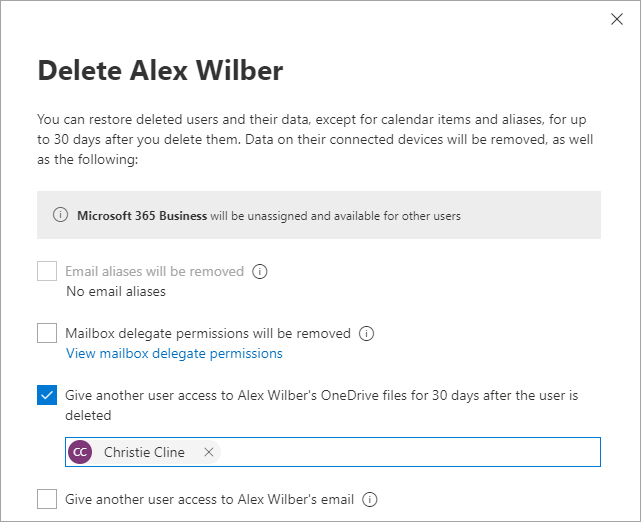 Delete Alex Wilber
You can restore deleted users and their data, except for calendar items and aliases, for up
to 30 days after you delete them. Data on their connected devices will be removed, as well
as the following:
Microsoft 365 Business will be unassigned and available for other users
Email aliases will be removed
No email aliases
Mailbox delegate permissions will be removed
View mailbox delegate permissions
Give another user access to Alex Wilber's OneDrive files for 30 days after the user is
deleted
CC Christie Cline
Give another user access to Alex Wilber's email